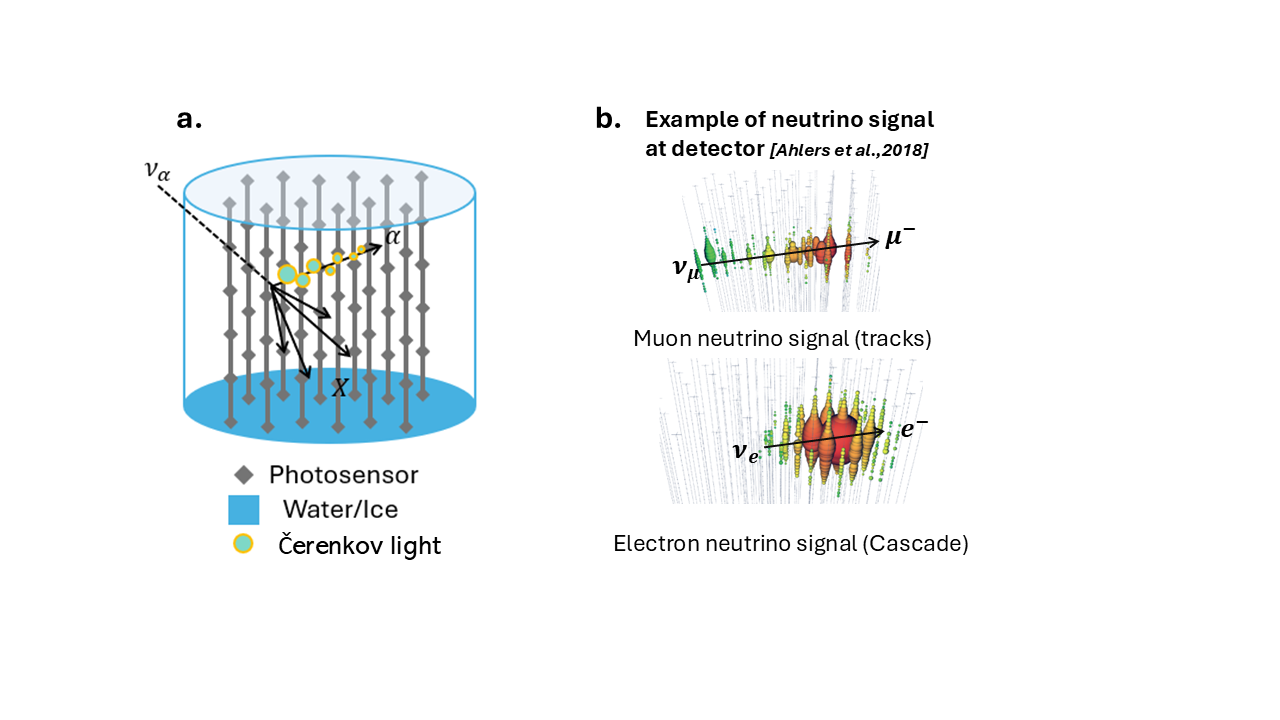 a.
ν_α
α
X
Photosensor
Water/Ice
Čerenkov light
b.
Example of neutrino signal
at detector [Ahlers et al.,2018]
ν_μ
μ⁻
Muon neutrino signal (tracks)
ν_e
e⁻
Electron neutrino signal (Cascade)